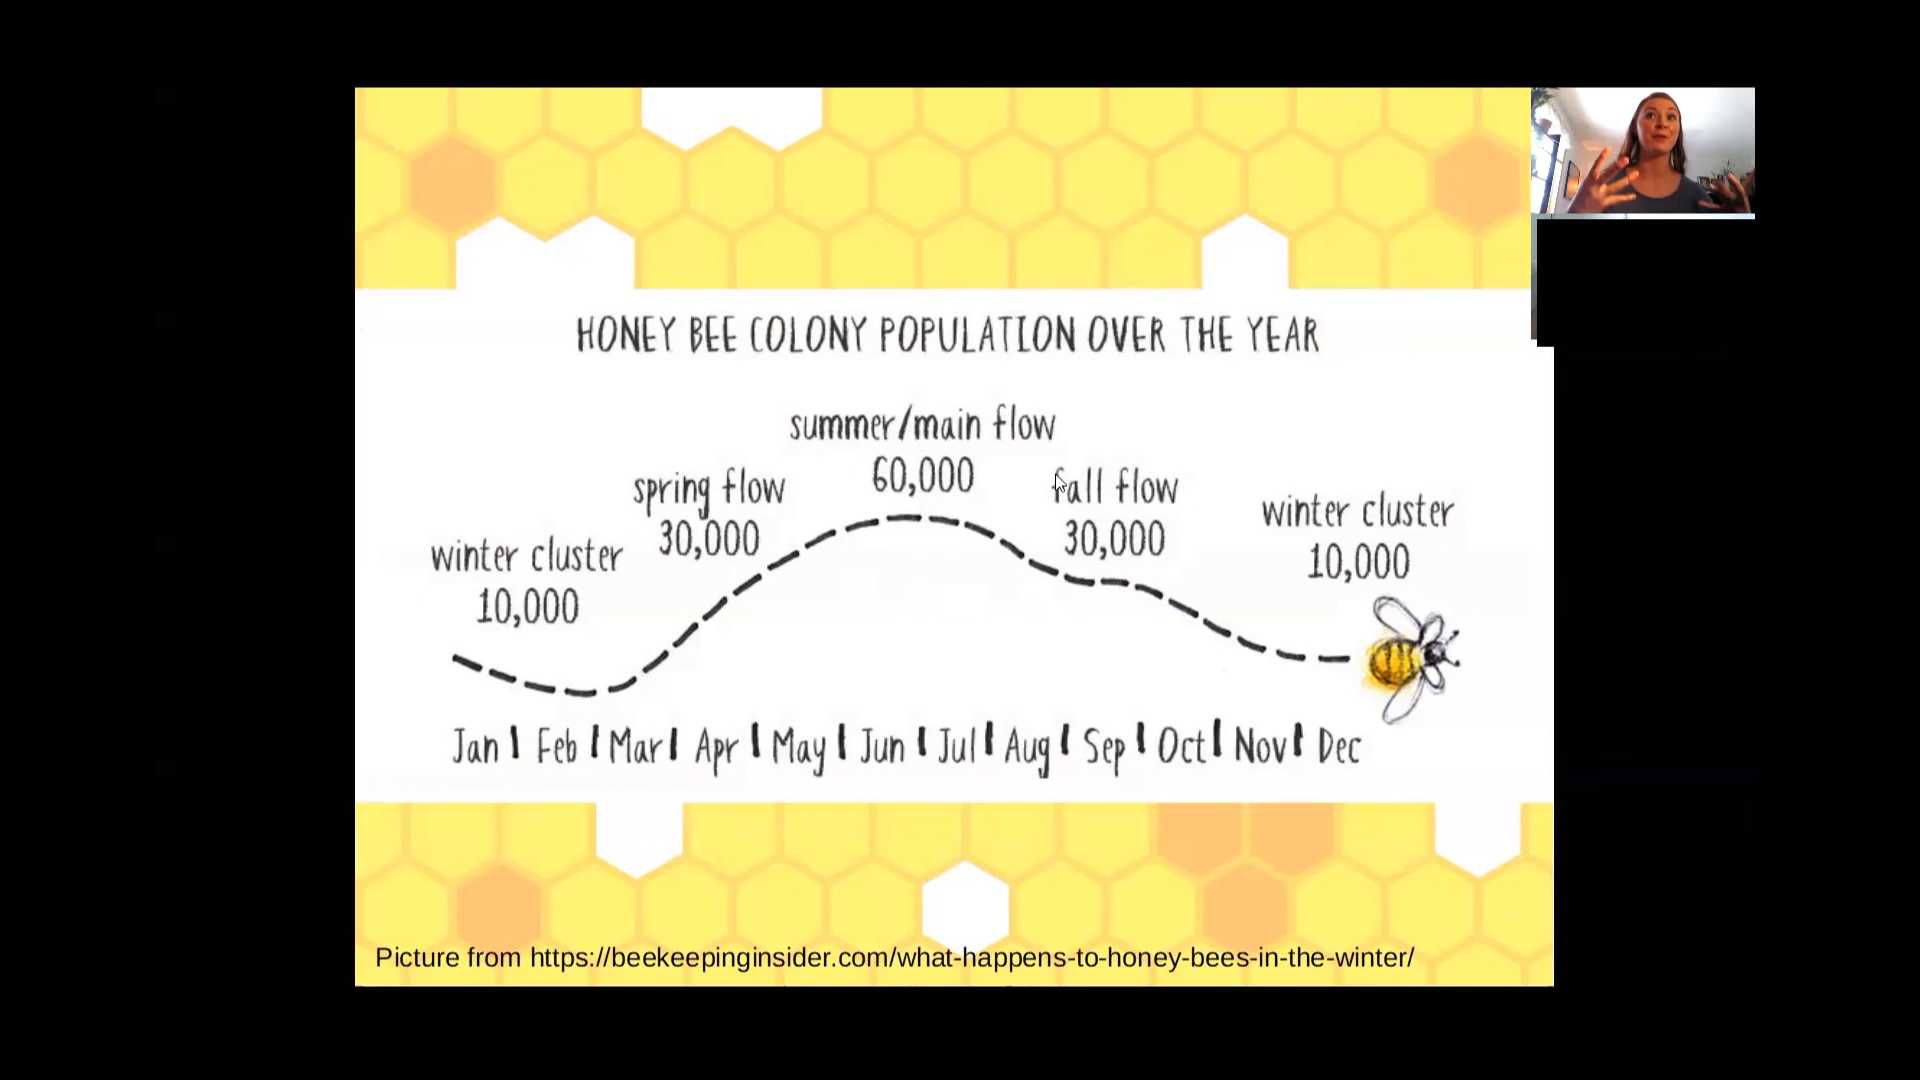 HONEY BEE COLONY POPULATION OVER THE YEAR
summer/main flow
60,000
spring flow
30,000
fall flow
30,000
winter cluster
10,000
winter cluster
10,000
Jan | Feb | Mar | Apr | May | Jun | Jul | Aug | Sep | Oct | Nov | Dec
Picture from https://beekeepinginsider.com/what-happens-to-honey-bees-in-the-winter/